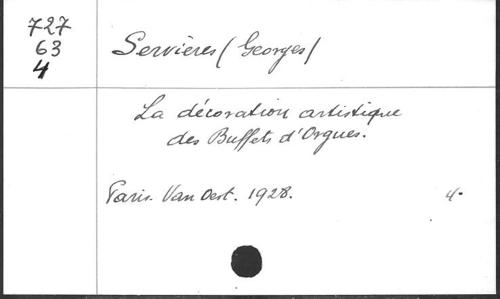 727
63
4
Servières (Georges)
La décoration artistique
des Buffets d'Orgues.
Paris. Van Oest. 1928. 4°